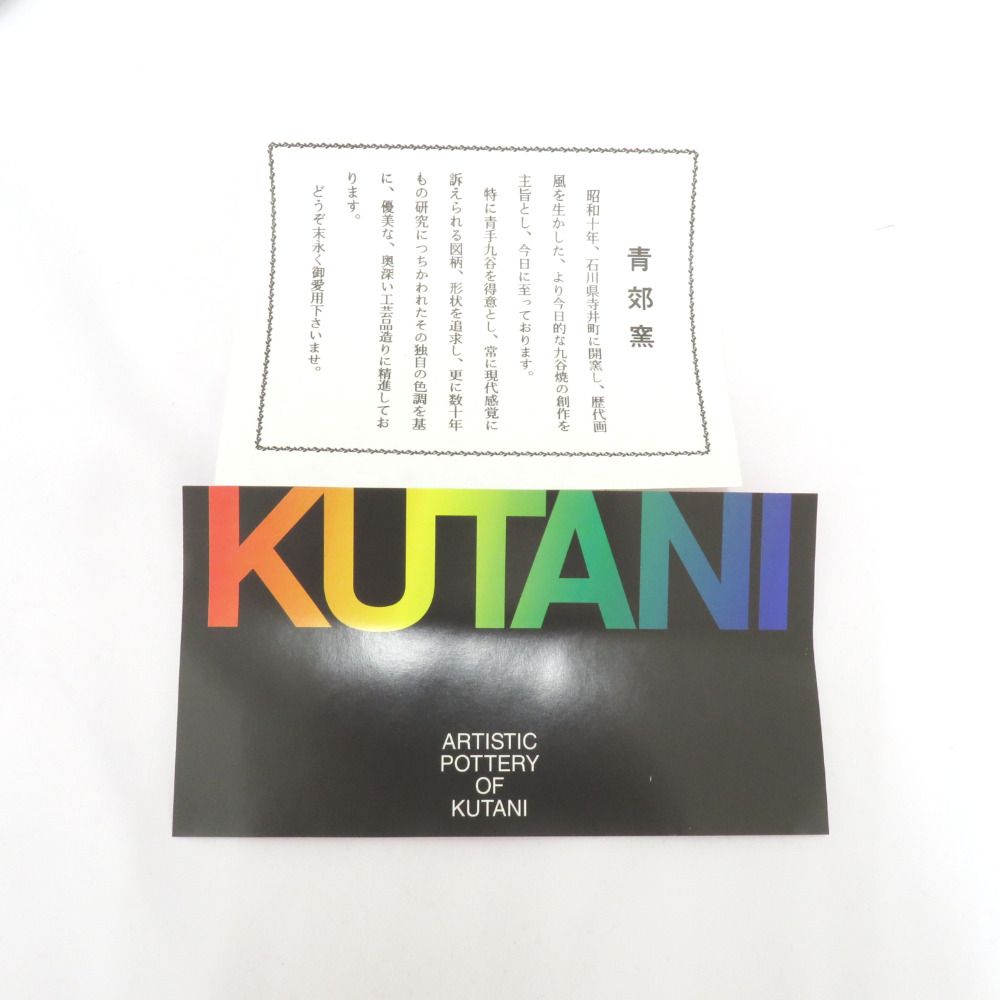 青郊窯
昭和十年、石川県寺井町に開窯し、歴代画
風を生かした、より今日的な九谷焼の創作を
主旨とし、今日に至っております。
特に青手九谷を得意とし、常に現代感覚に
訴えられる図柄、形状を追求し、更に数十年
もの研究につちかわれたその独自の色調を基
に、優美な、奥深い工芸品造りに精進してお
ります。
どうぞ末永く御愛用下さいませ。
KUTANI
ARTISTIC
POTTERY
OF
KUTANI